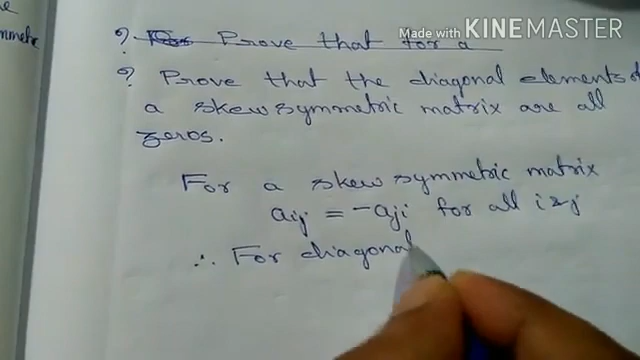 Made with KINEMASTER
? Prove that for a
? Prove that the diagonal elements of
a skew symmetric matrix are all
zeros.
For a skew symmetric matrix
aij = -aji for all i & j
∴ For diagonal